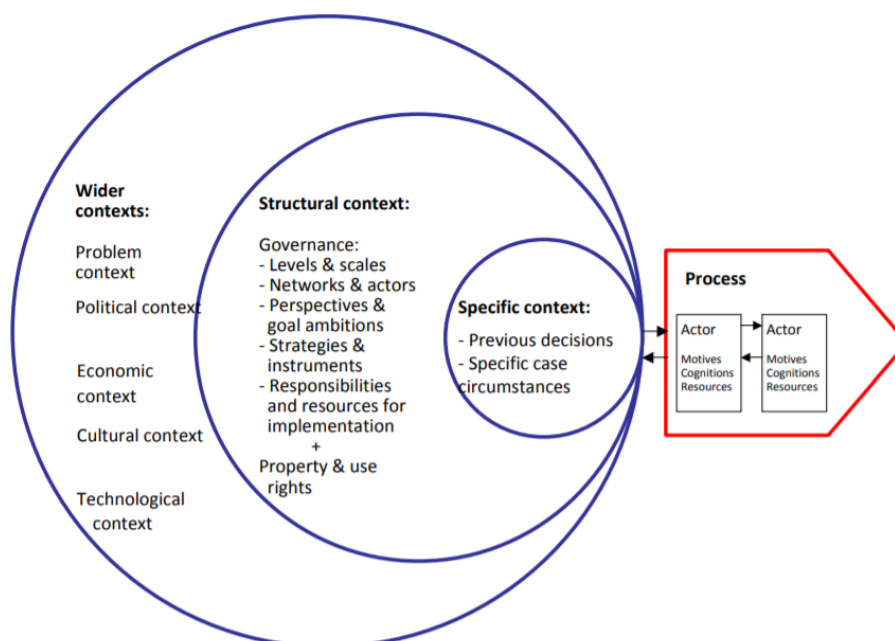 Wider
contexts:
Problem
context
Political context
Economic
context
Cultural context
Technological
context
Structural context:
Governance:
- Levels & scales
- Networks & actors
- Perspectives &
goal ambitions
- Strategies &
instruments
- Responsibilities
and resources for
implementation
+
Property & use
rights
Specific context:
- Previous decisions
- Specific case
circumstances
Process
Actor
Motives
Cognitions
Resources
Actor
Motives
Cognitions
Resources